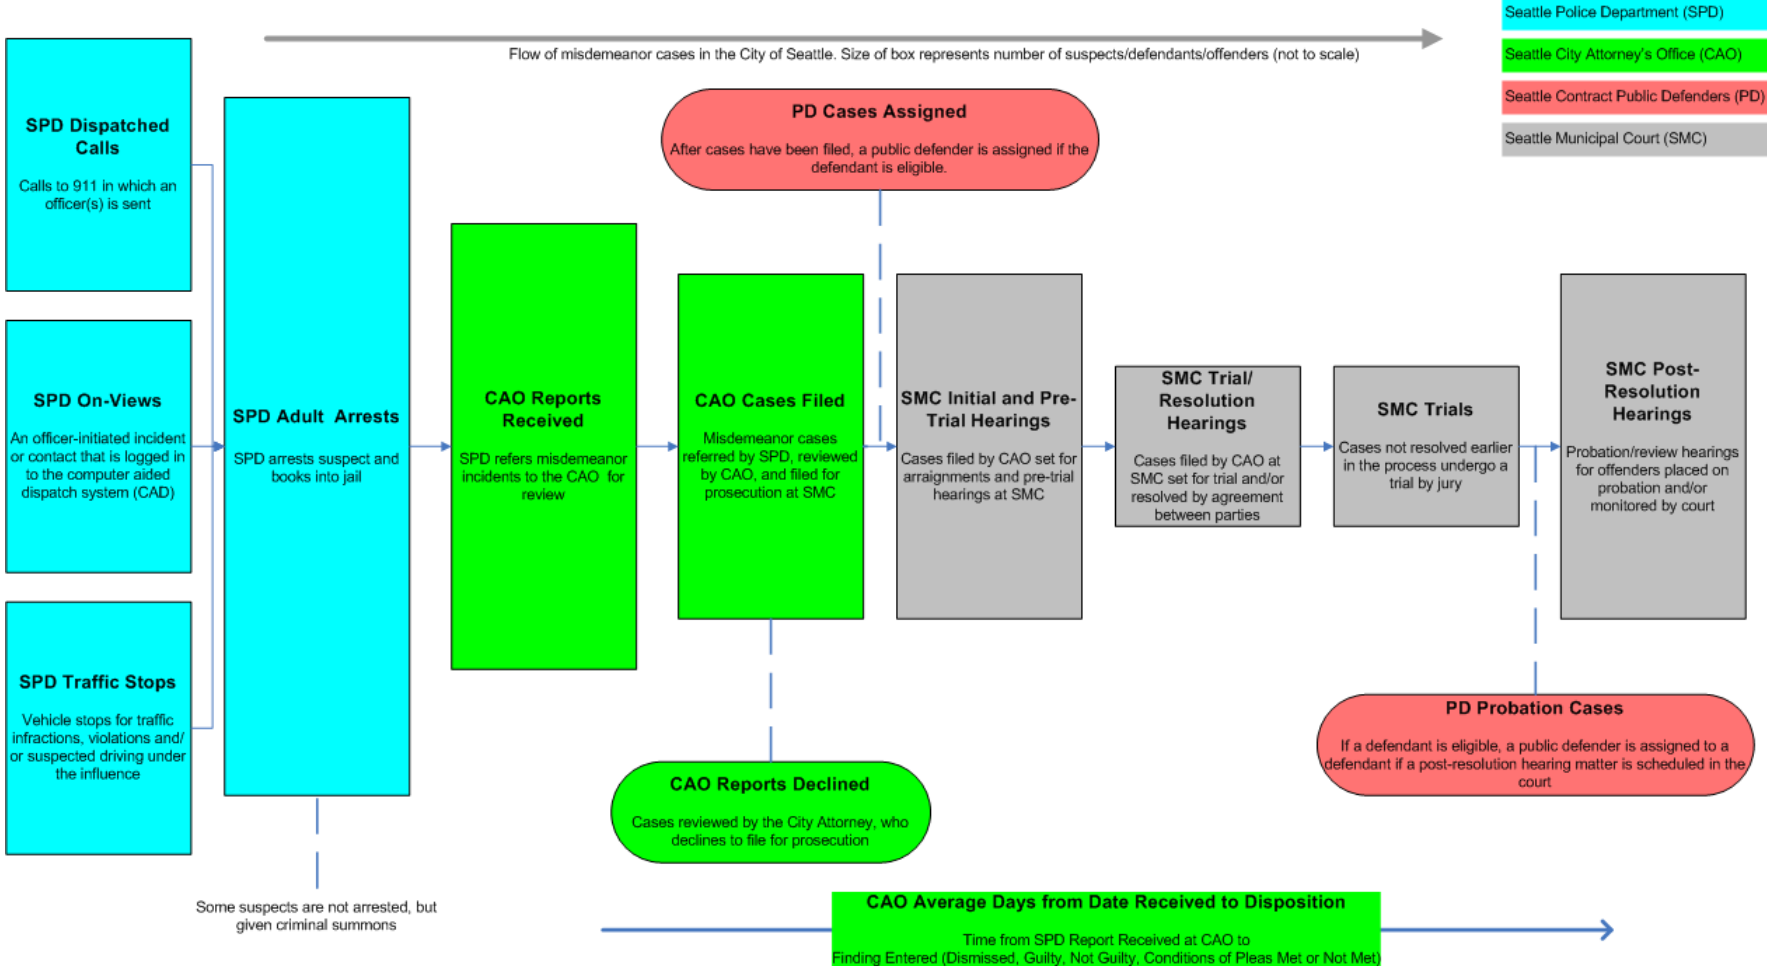 Seattle Police Department (SPD)
Seattle City Attorney's Office (CAO)
Seattle Contract Public Defenders (PD)
Seattle Municipal Court (SMC)
Flow of misdemeanor cases in the City of Seattle. Size of box represents number of suspects/defendants/offenders (not to scale)
SPD Dispatched
Calls
Calls to 911 in which an
officer(s) is sent
SPD On-Views
An officer-initiated incident
or contact that is logged in
to the computer aided
dispatch system (CAD)
SPD Traffic Stops
Vehicle stops for traffic
infractions, violations and/
or suspected driving under
the influence
SPD Adult Arrests
SPD arrests suspect and
books into jail
Some suspects are not arrested, but
given criminal summons
CAO Reports
Received
SPD refers misdemeanor
incidents to the CAO for
review
CAO Cases Filed
Misdemeanor cases
referred by SPD, reviewed
by CAO, and filed for
prosecution at SMC
CAO Reports Declined
Cases reviewed by the City Attorney, who
declines to file for prosecution
PD Cases Assigned
After cases have been filed, a public defender is assigned if the
defendant is eligible.
SMC Initial and Pre-
Trial Hearings
Cases filed by CAO set for
arraignments and pre-trial
hearings at SMC
SMC Trial/
Resolution
Hearings
Cases filed by CAO at
SMC set for trial and/or
resolved by agreement
between parties
SMC Trials
Cases not resolved earlier
in the process undergo a
trial by jury
SMC Post-
Resolution
Hearings
Probation/review hearings
for offenders placed on
probation and/or
monitored by court
PD Probation Cases
If a defendant is eligible, a public defender is assigned to a
defendant if a post-resolution hearing matter is scheduled in the
court
CAO Average Days from Date Received to Disposition
Time from SPD Report Received at CAO to
Finding Entered (Dismissed, Guilty, Not Guilty, Conditions of Pleas Met or Not Met)